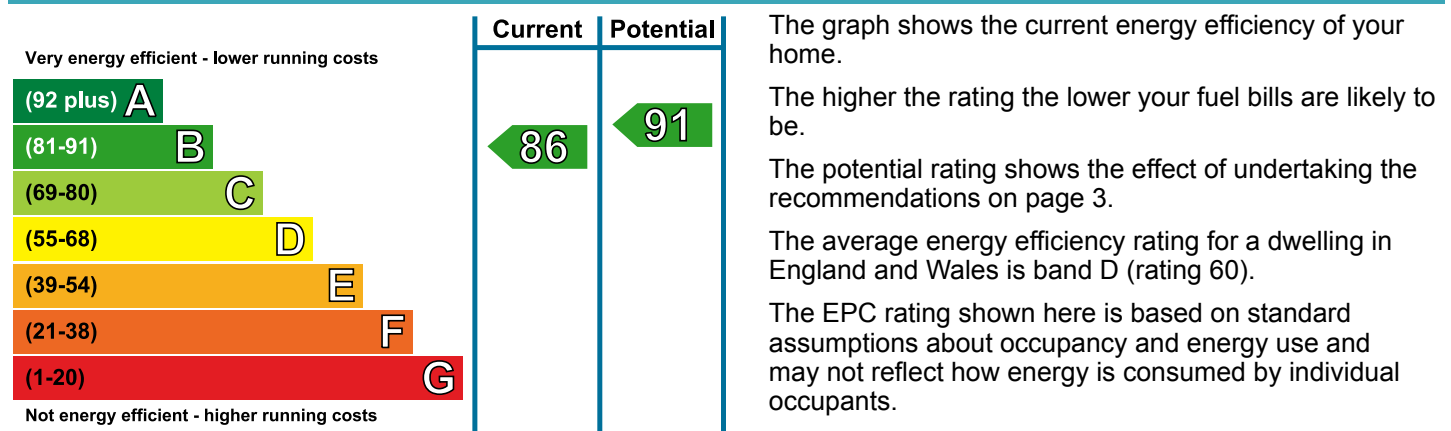 Current Potential
Very energy efficient - lower running costs
(92 plus) A
(81-91) B
(69-80) C
(55-68) D
(39-54) E
(21-38) F
(1-20) G
Not energy efficient - higher running costs
86
91
The graph shows the current energy efficiency of your
home.
The higher the rating the lower your fuel bills are likely to
be.
The potential rating shows the effect of undertaking the
recommendations on page 3.
The average energy efficiency rating for a dwelling in
England and Wales is band D (rating 60).
The EPC rating shown here is based on standard
assumptions about occupancy and energy use and
may not reflect how energy is consumed by individual
occupants.